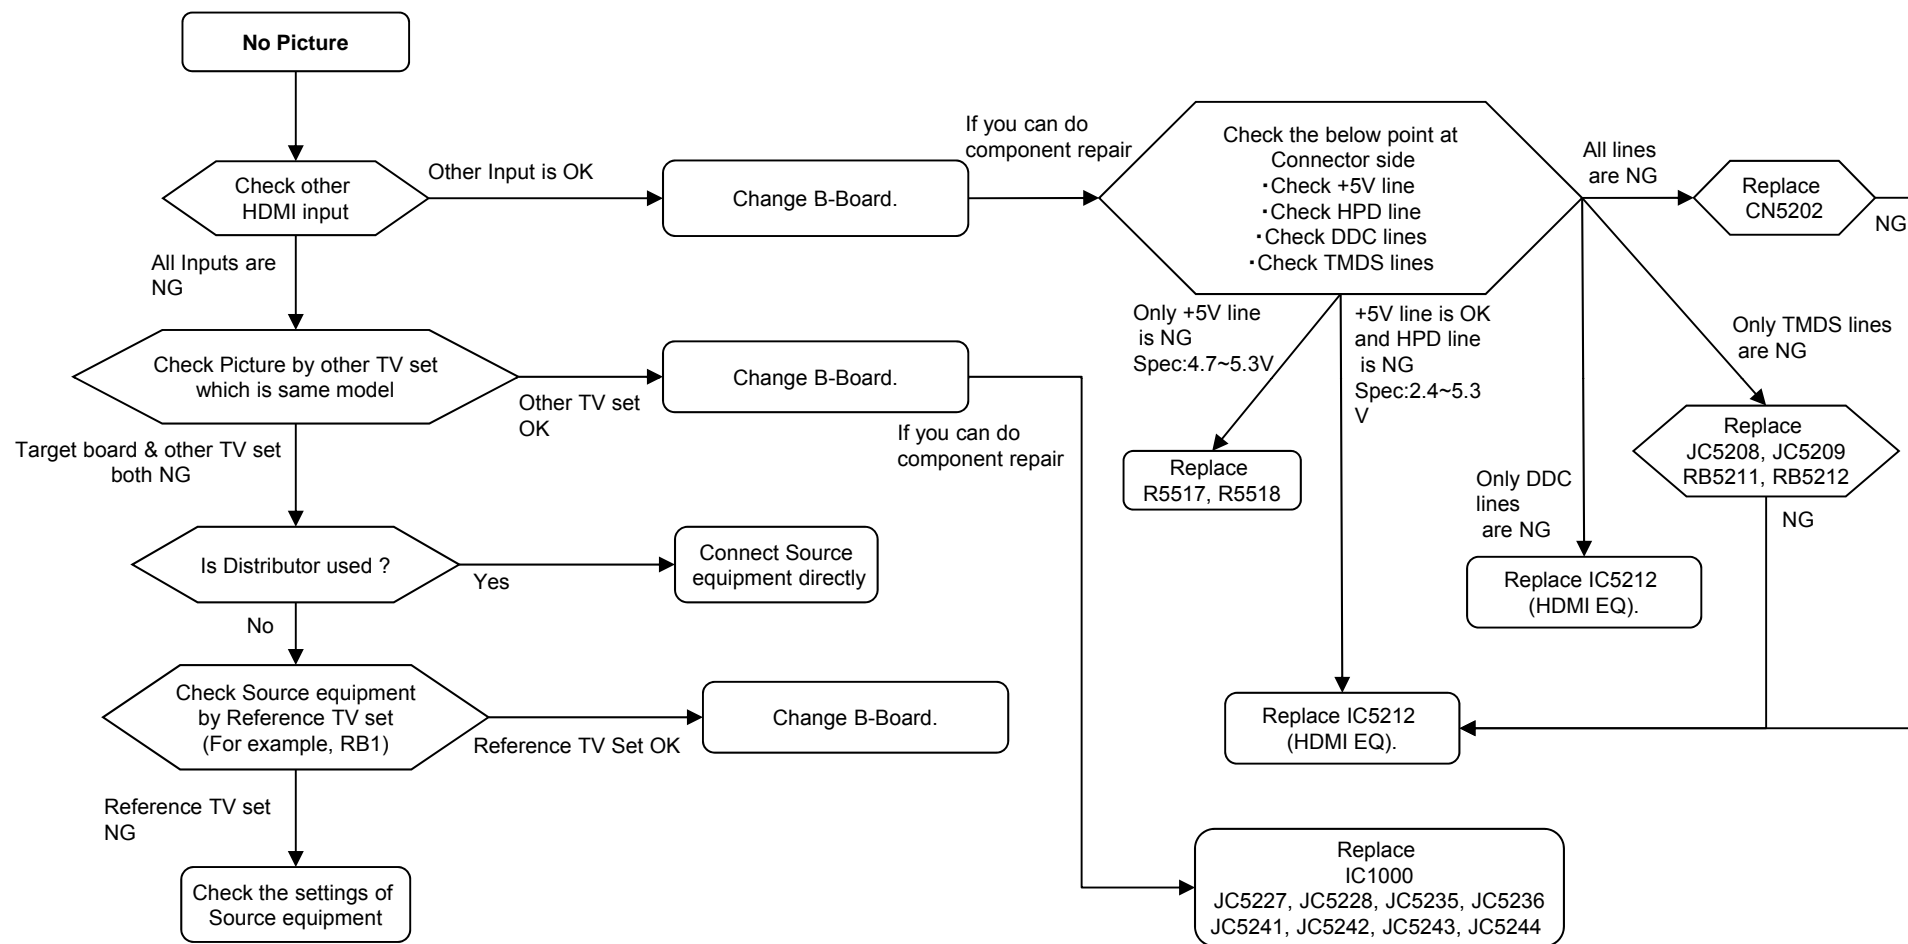 No Picture
Check other
HDMI input
Other Input is OK
Change B-Board.
If you can do
component repair
Check the below point at
Connector side
・Check +5V line
・Check HPD line
・Check DDC lines
・Check TMDS lines
All lines
are NG
Replace
CN5202
NG
All Inputs are
NG
Check Picture by other TV set
which is same model
Other TV set
OK
Change B-Board.
If you can do
component repair
Only +5V line
is NG
Spec:4.7~5.3V
+5V line is OK
and HPD line
is NG
Spec:2.4~5.3
V
Only TMDS lines
are NG
Replace
R5517, R5518
Only DDC
lines
are NG
Replace
JC5208, JC5209
RB5211, RB5212
NG
Target board & other TV set
both NG
Is Distributor used ?
Yes
Connect Source
equipment directly
Replace IC5212
(HDMI EQ).
No
Check Source equipment
by Reference TV set
(For example, RB1)
Reference TV Set OK
Change B-Board.
Replace IC5212
(HDMI EQ).
Reference TV set
NG
Check the settings of
Source equipment
Replace
IC1000
JC5227, JC5228, JC5235, JC5236
JC5241, JC5242, JC5243, JC5244